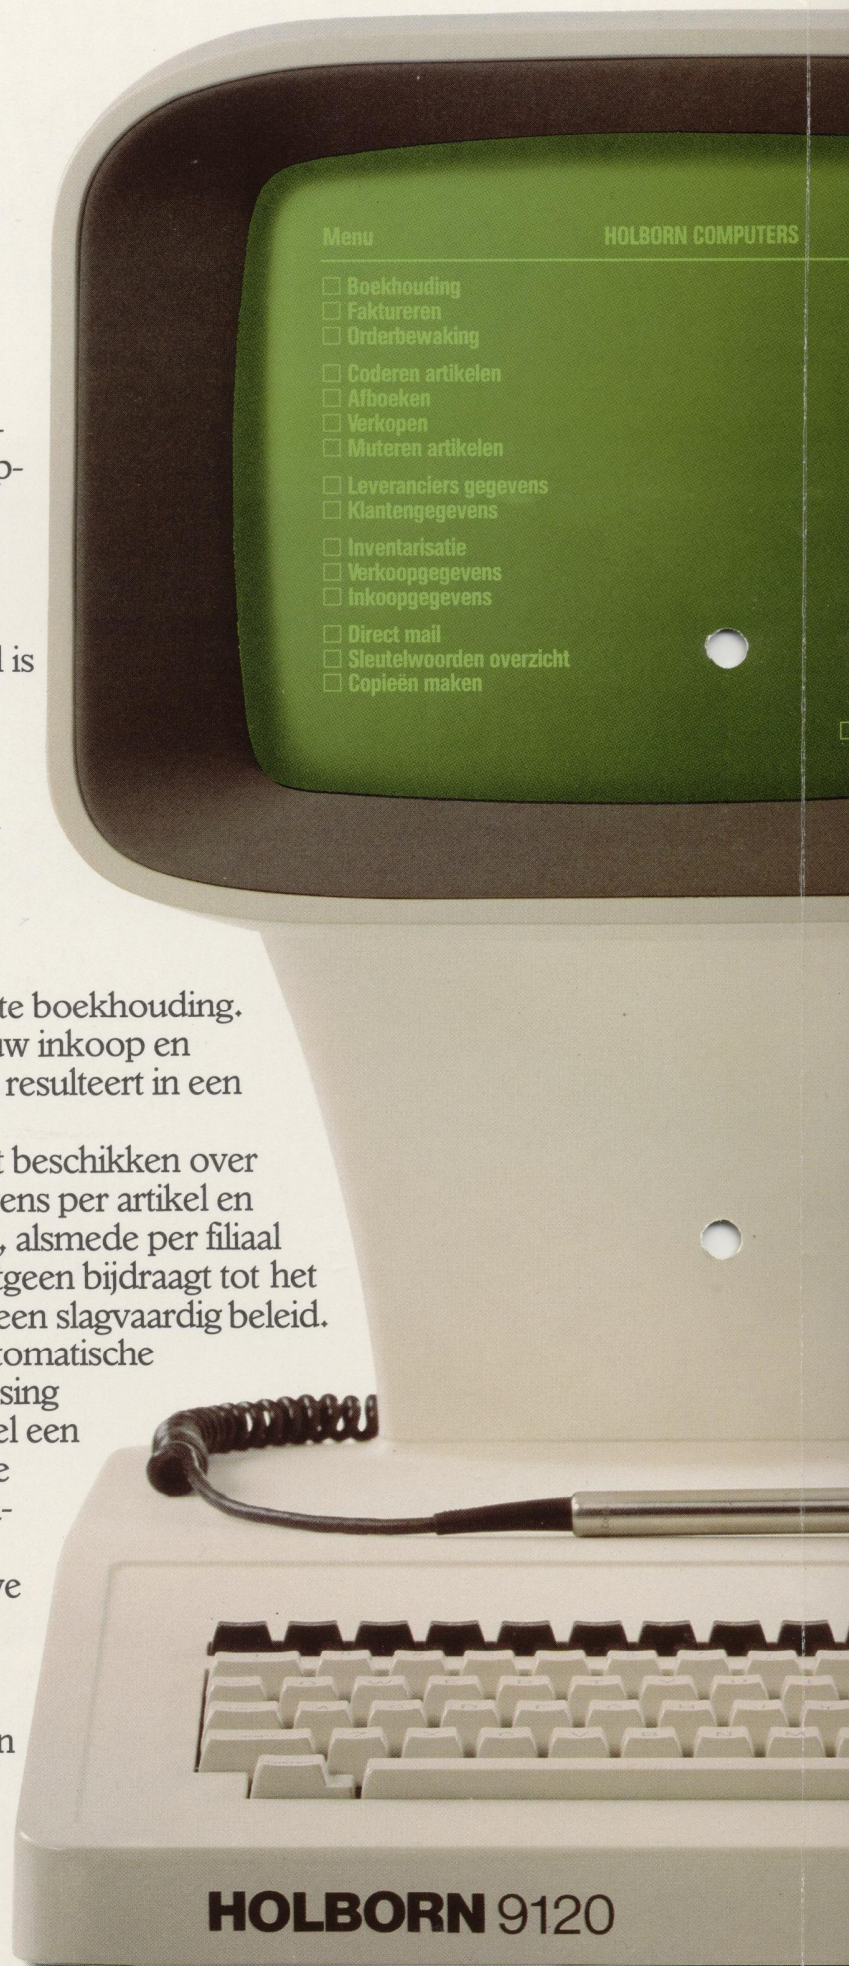 Menu HOLBORN COMPUTERS
Boekhouding
Faktureren
Orderbewaking
Coderen artikelen
Afboeken
Verkopen
Muteren artikelen
Leveranciers gegevens
Klantengegevens
Inventarisatie
Verkoopgegevens
Inkoopgegevens
Direct mail
Sleutelwoorden overzicht
Copieën maken
p-
is
te boekhouding.
uw inkoop en
resulteert in een
t beschikken over
ens per artikel en
, alsmede per filiaal
tgeen bijdraagt tot het
een slagvaardig beleid.
tomatische
sing
el een
e
-
ve
n
HOLBORN 9120